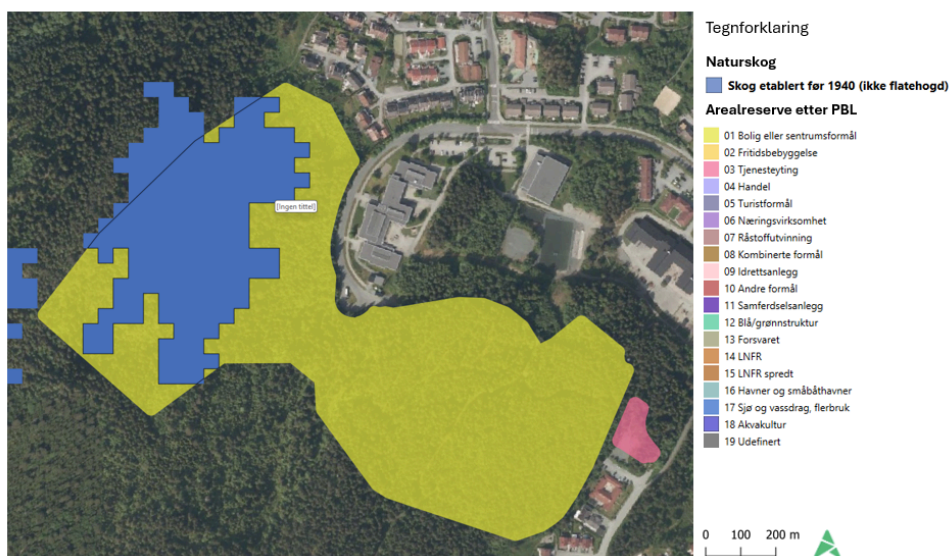 Tegnforklaring
Naturskog
Skog etablert før 1940 (ikke flatehogd)
Arealreserve etter PBL
01 Bolig eller sentrumsformål
02 Fritidsbebyggelse
03 Tjenesteyting
04 Handel
05 Turistformål
06 Næringsvirksomhet
07 Råstoffutvinning
08 Kombinerte formål
09 Idrettsanlegg
10 Andre formål
11 Samferdselsanlegg
12 Blå/grønnstruktur
13 Forsvaret
14 LNFR
15 LNFR spredt
16 Havner og småbåthavner
17 Sjø og vassdrag, flerbruk
18 Akvakultur
19 Udefinert
[Ingen tittel]
0 100 200 m